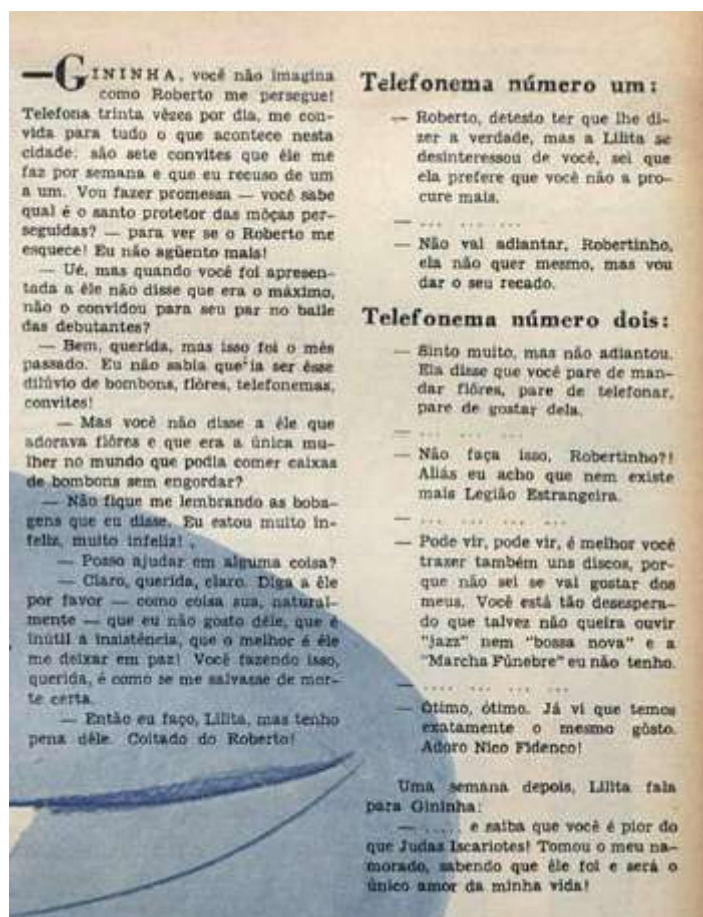 —GININHA, você não imagina
como Roberto me persegue!
Telefona trinta vêzes por dia, me con-
vida para tudo o que acontece nesta
cidade: são sete convites que êle me
faz por semana e que eu recuso de um
a um. Vou fazer promessa — você sabe
qual é o santo protetor das môças per-
seguidas? — para ver se o Roberto me
esquece! Eu não agüento mais!
— Ué, mas quando você foi apresen-
tada a êle não disse que era o máximo,
não o convidou para seu par no baile
das debutantes?
— Bem, querida, mas isso foi o mês
passado. Eu não sabia que ia ser êsse
dilúvio de bombons, flôres, telefonemas,
convites!
— Mas você não disse a êle que
adorava flôres e que era a única mu-
lher no mundo que podia comer caixas
de bombons sem engordar?
— Não fique me lembrando as boba-
gens que eu disse. Eu estou muito in-
feliz, muito infeliz!
— Posso ajudar em alguma coisa?
— Claro, querida, claro. Diga a êle
por favor — como coisa sua, natural-
mente — que eu não gosto dêle, que é
inútil a insistência, que o melhor é êle
me deixar em paz! Você fazendo isso,
querida, é como se me salvasse de mor-
te certa.
— Então eu faço, Lilita, mas tenho
pena dêle. Coitado do Roberto!
Telefonema número um:
— Roberto, detesto ter que lhe di-
zer a verdade, mas a Lilita se
desinteressou de você, sei que
ela prefere que você não a pro-
cure mais.
— ... ... ... ...
— Não vai adiantar, Robertinho,
ela não quer mesmo, mas vou
dar o seu recado.
Telefonema número dois:
— Sinto muito, mas não adiantou.
Ela disse que você pare de man-
dar flôres, pare de telefonar,
pare de gostar dela.
— ... ... ...
— Não faça isso, Robertinho?!
Aliás eu acho que nem existe
mais Legião Estrangeira.
— ... ... ... ...
— Pode vir, pode vir, é melhor você
trazer também uns discos, por-
que não sei se vai gostar dos
meus. Você está tão desespera-
do que talvez não queira ouvir
"jazz" nem "bossa nova" e a
"Marcha Fúnebre" eu não tenho.
— .... ... ... ...
— Ótimo, ótimo. Já vi que temos
exatamente o mesmo gôsto.
Adoro Nico Fidenco!
Uma semana depois, Lilita fala
para Gininha:
— ..... e saiba que você é pior do
que Judas Iscariotes! Tomou o meu na-
morado, sabendo que êle foi e será o
único amor da minha vida!